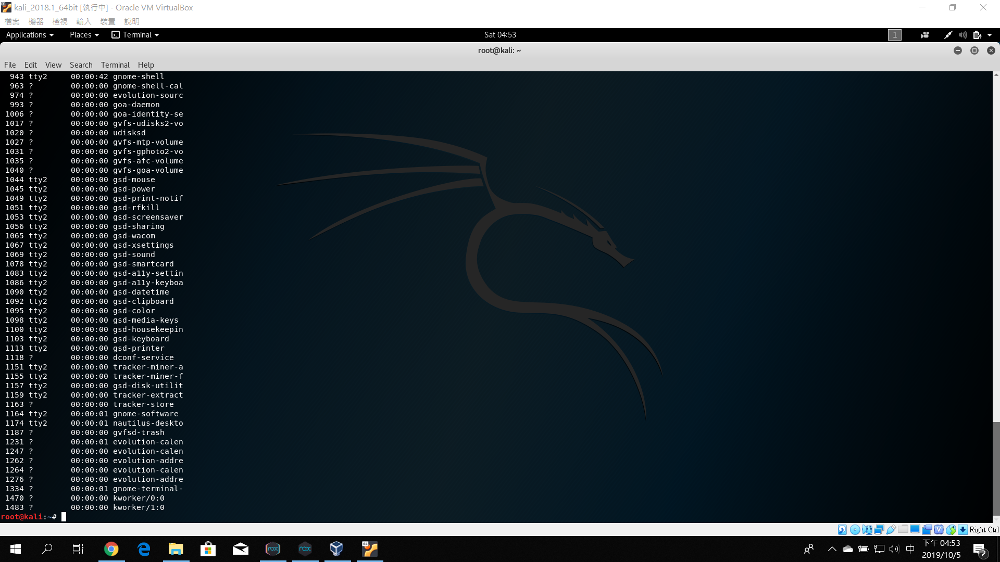 kali_2018.1_64bit [執行中] - Oracle VM VirtualBox
檔案 機器 檢視 輸入 裝置 說明
Applications Places Terminal Sat 04:53 1
root@kali: ~
File Edit View Search Terminal Help
943 tty2 00:00:42 gnome-shell
963 ? 00:00:00 gnome-shell-cal
974 ? 00:00:00 evolution-sourc
993 ? 00:00:00 goa-daemon
1006 ? 00:00:00 goa-identity-se
1017 ? 00:00:00 gvfs-udisks2-vo
1020 ? 00:00:00 udisksd
1027 ? 00:00:00 gvfs-mtp-volume
1031 ? 00:00:00 gvfs-gphoto2-vo
1035 ? 00:00:00 gvfs-afc-volume
1040 ? 00:00:00 gvfs-goa-volume
1044 tty2 00:00:00 gsd-mouse
1045 tty2 00:00:00 gsd-power
1049 tty2 00:00:00 gsd-print-notif
1051 tty2 00:00:00 gsd-rfkill
1053 tty2 00:00:00 gsd-screensaver
1056 tty2 00:00:00 gsd-sharing
1065 tty2 00:00:00 gsd-wacom
1067 tty2 00:00:00 gsd-xsettings
1069 tty2 00:00:00 gsd-sound
1078 tty2 00:00:00 gsd-smartcard
1083 tty2 00:00:00 gsd-a11y-settin
1086 tty2 00:00:00 gsd-a11y-keyboa
1090 tty2 00:00:00 gsd-datetime
1092 tty2 00:00:00 gsd-clipboard
1095 tty2 00:00:00 gsd-color
1098 tty2 00:00:00 gsd-media-keys
1100 tty2 00:00:00 gsd-housekeepin
1103 tty2 00:00:00 gsd-keyboard
1113 tty2 00:00:00 gsd-printer
1118 ? 00:00:00 dconf-service
1151 tty2 00:00:00 tracker-miner-a
1155 tty2 00:00:00 tracker-miner-f
1157 tty2 00:00:00 gsd-disk-utilit
1159 tty2 00:00:00 tracker-extract
1163 ? 00:00:00 tracker-store
1164 tty2 00:00:01 gnome-software
1174 tty2 00:00:01 nautilus-deskto
1187 ? 00:00:00 gvfsd-trash
1231 ? 00:00:01 evolution-calen
1247 ? 00:00:00 evolution-calen
1262 ? 00:00:00 evolution-addre
1264 ? 00:00:00 evolution-calen
1276 ? 00:00:00 evolution-addre
1334 ? 00:00:01 gnome-terminal-
1470 ? 00:00:00 kworker/0:0
1483 ? 00:00:00 kworker/1:0
root@kali:~#
Right Ctrl
nox nox 64 中 下午 04:53
2019/10/5 2